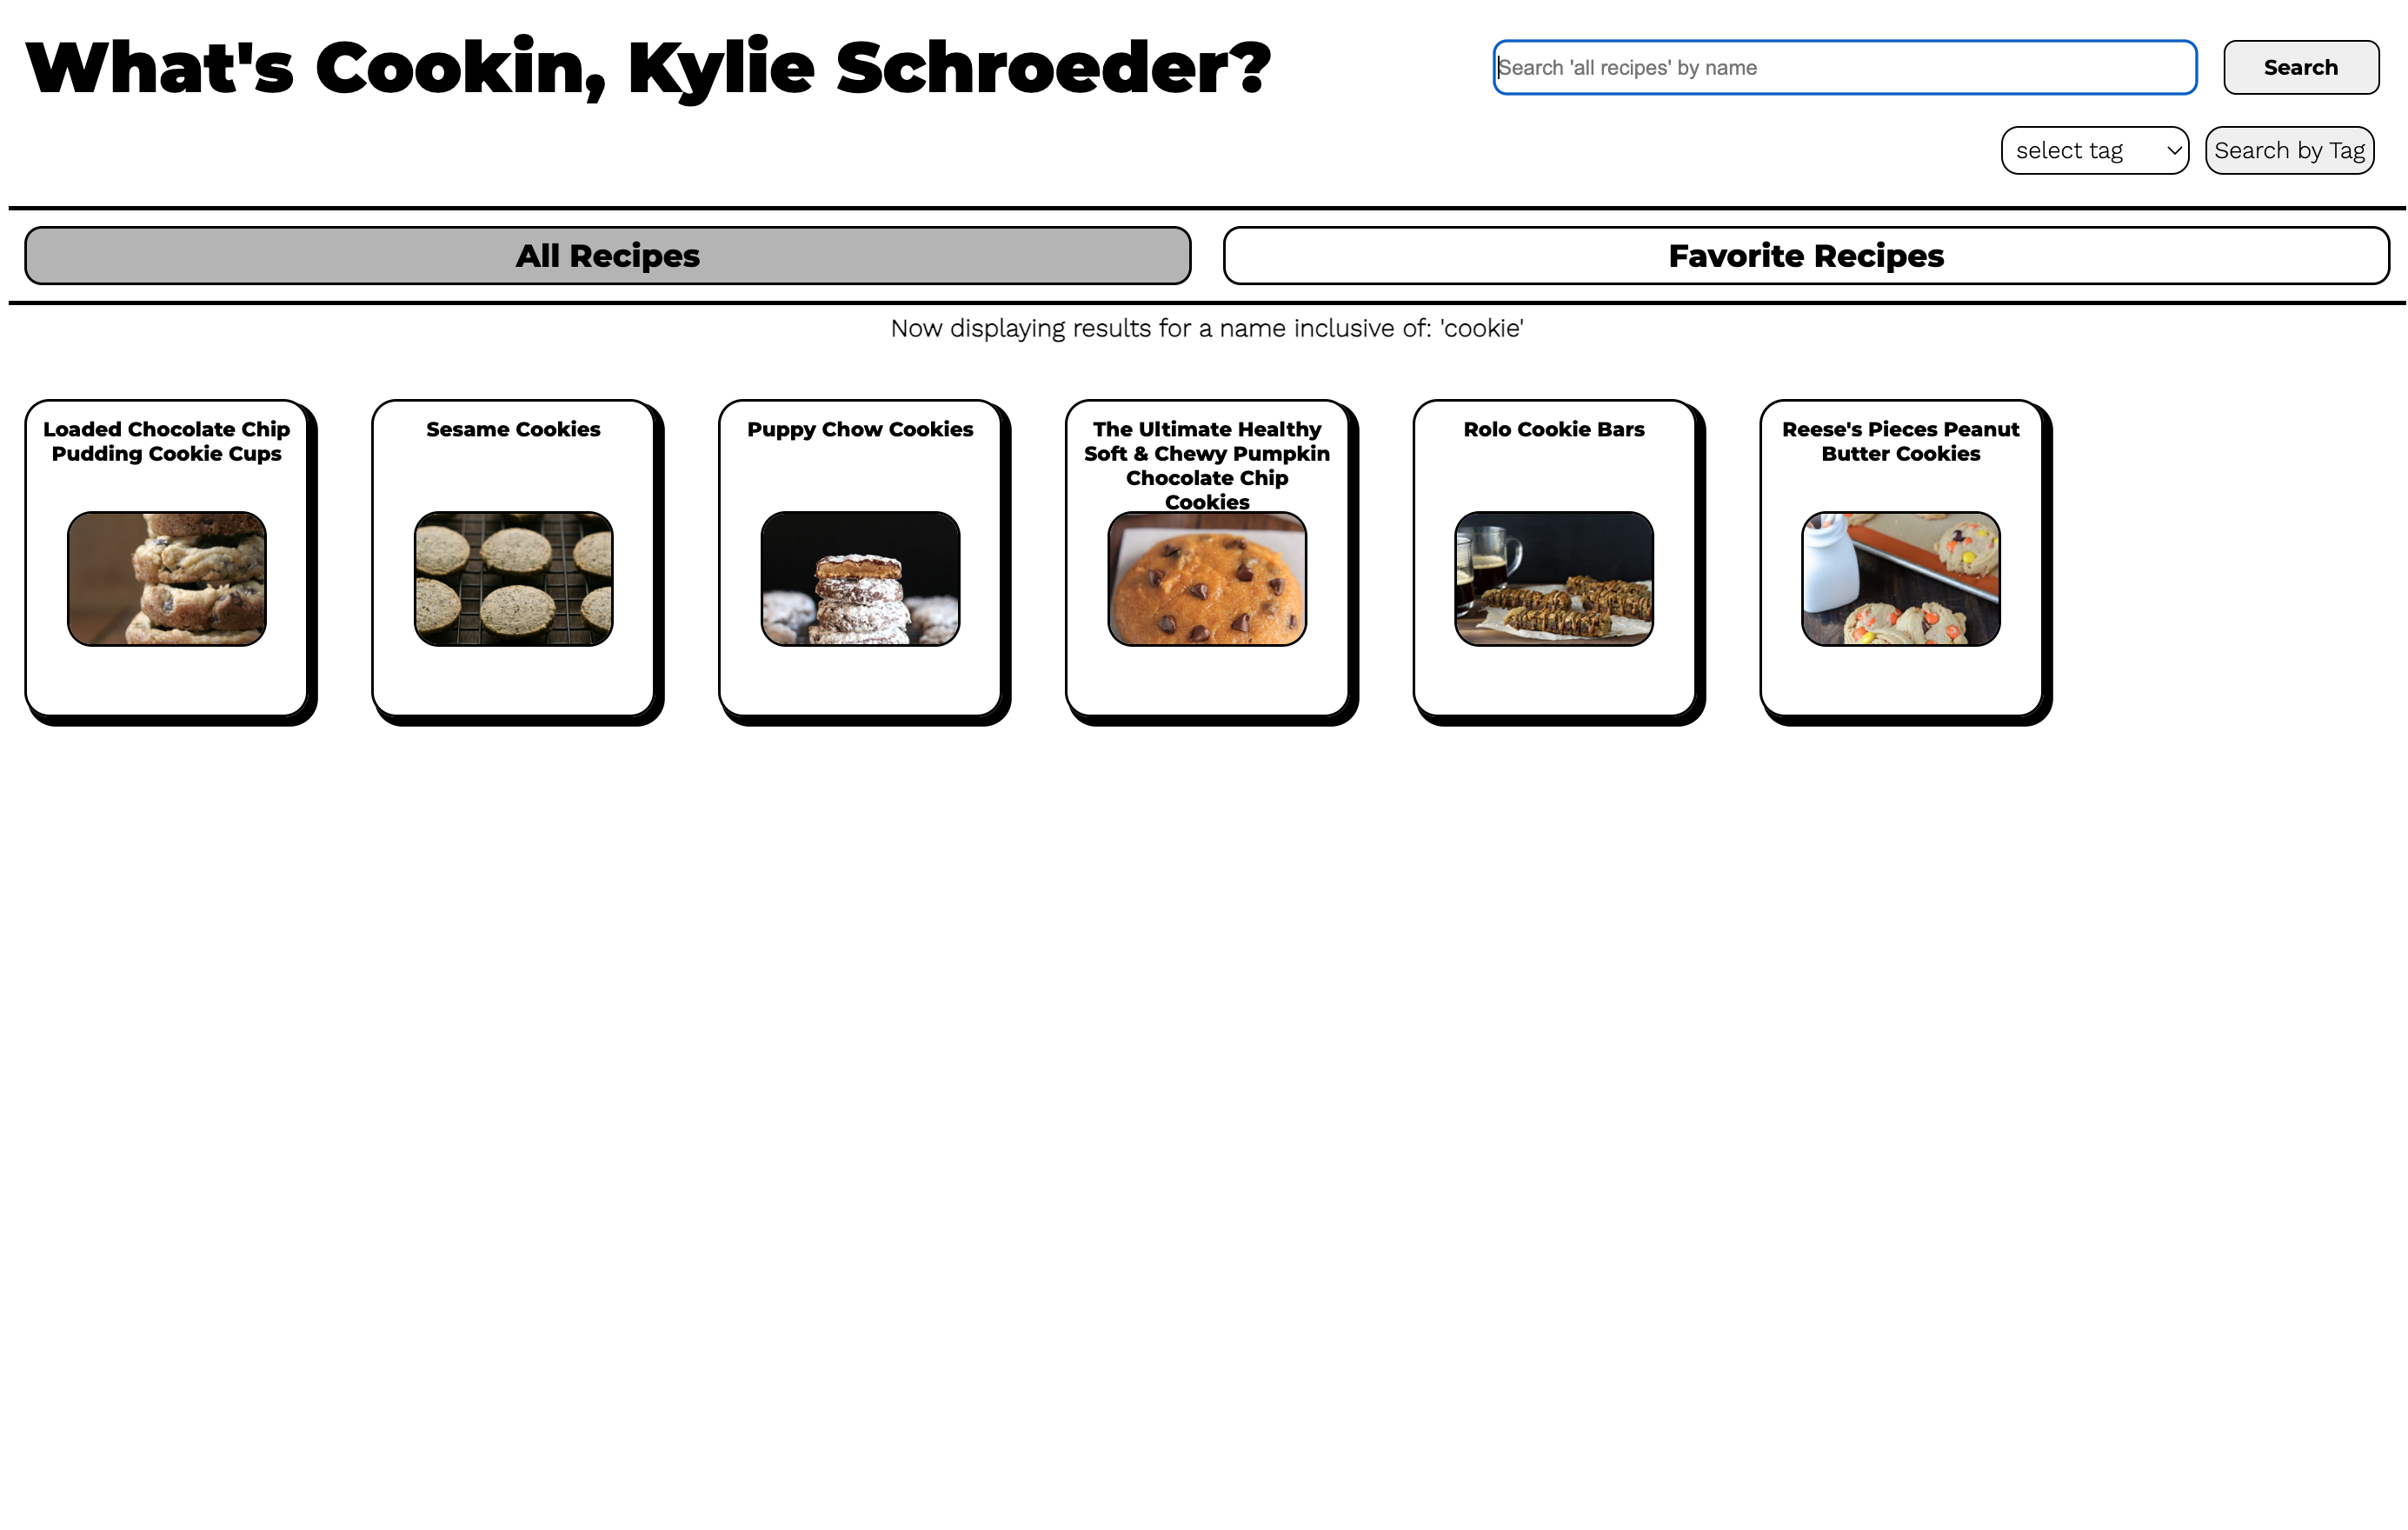 What's Cookin, Kylie Schroeder?
Search 'all recipes' by name
Search
select tag
Search by Tag
All Recipes
Favorite Recipes
Now displaying results for a name inclusive of: 'cookie'
Loaded Chocolate Chip
Pudding Cookie Cups
Sesame Cookies
Puppy Chow Cookies
The Ultimate Healthy
Soft & Chewy Pumpkin
Chocolate Chip
Cookies
Rolo Cookie Bars
Reese's Pieces Peanut
Butter Cookies